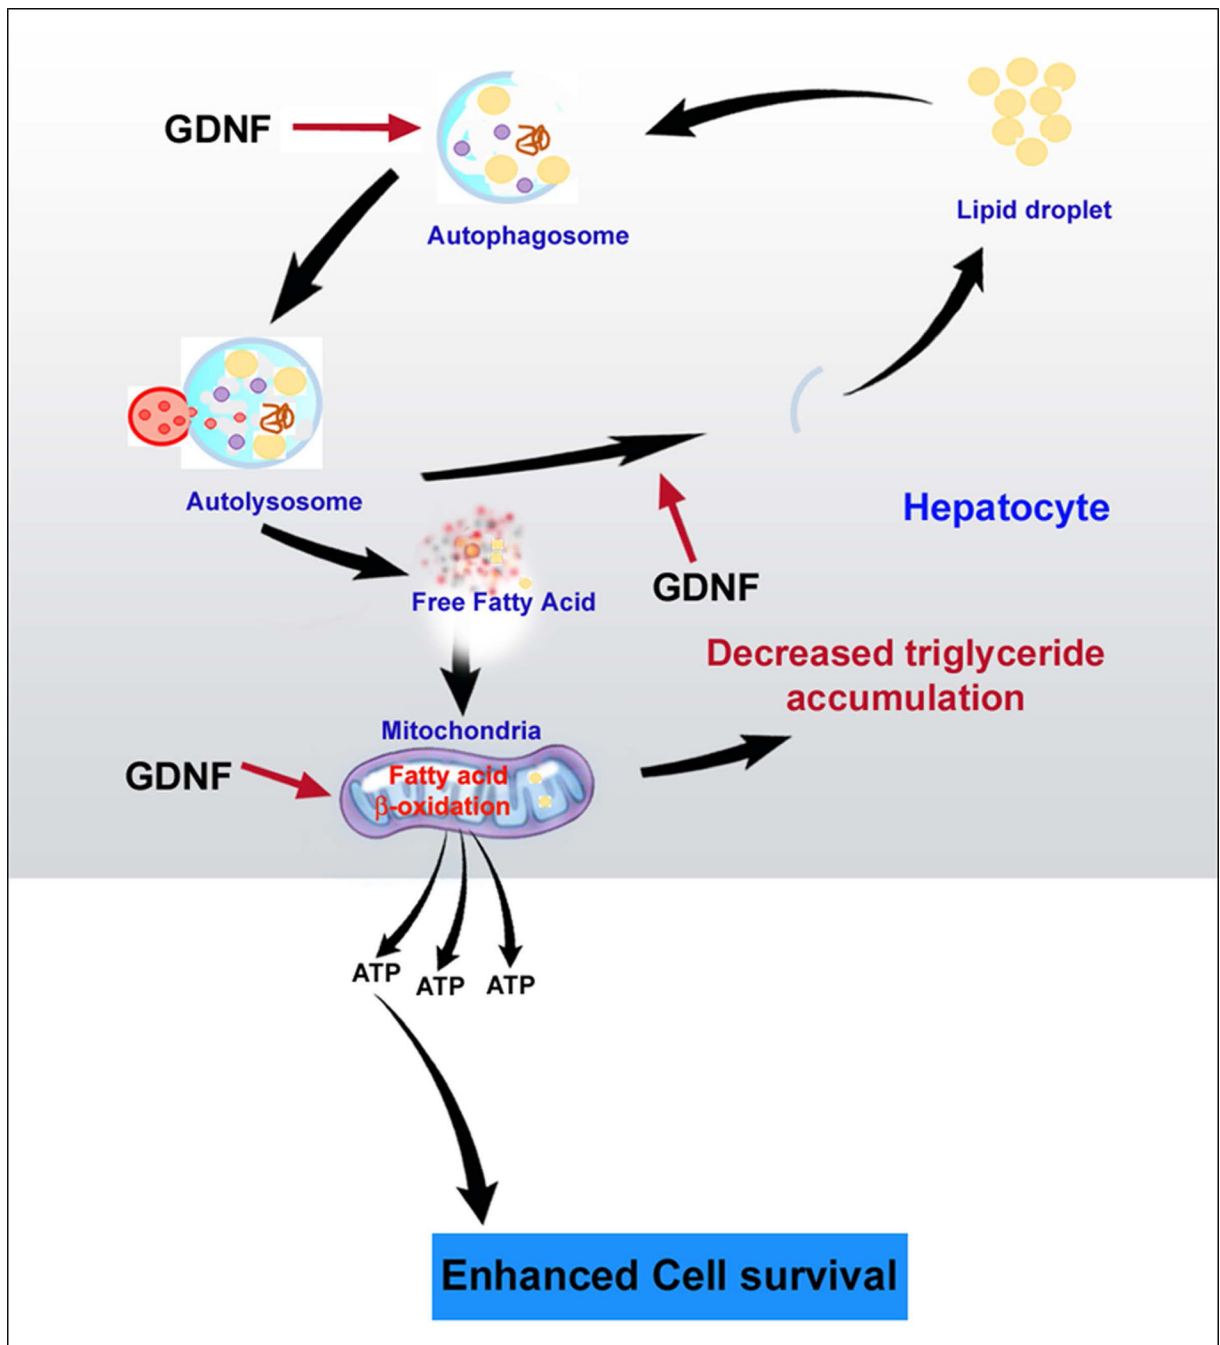 GDNF
Lipid droplet
Autophagosome
Autolysosome
Hepatocyte
Free Fatty Acid
GDNF
Decreased triglyceride
accumulation
Mitochondria
GDNF
Fatty acid
β-oxidation
ATP
ATP
ATP
Enhanced Cell survival